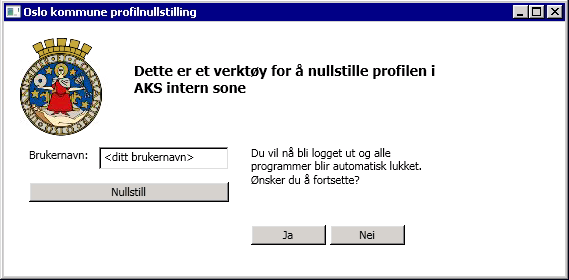 Oslo kommune profilnullstilling
Dette er et verktøy for å nullstille profilen i
AKS intern sone
Brukernavn:
<ditt brukernavn>
Nullstill
Du vil nå bli logget ut og alle
programmer blir automatisk lukket.
Ønsker du å fortsette?
Ja
Nei